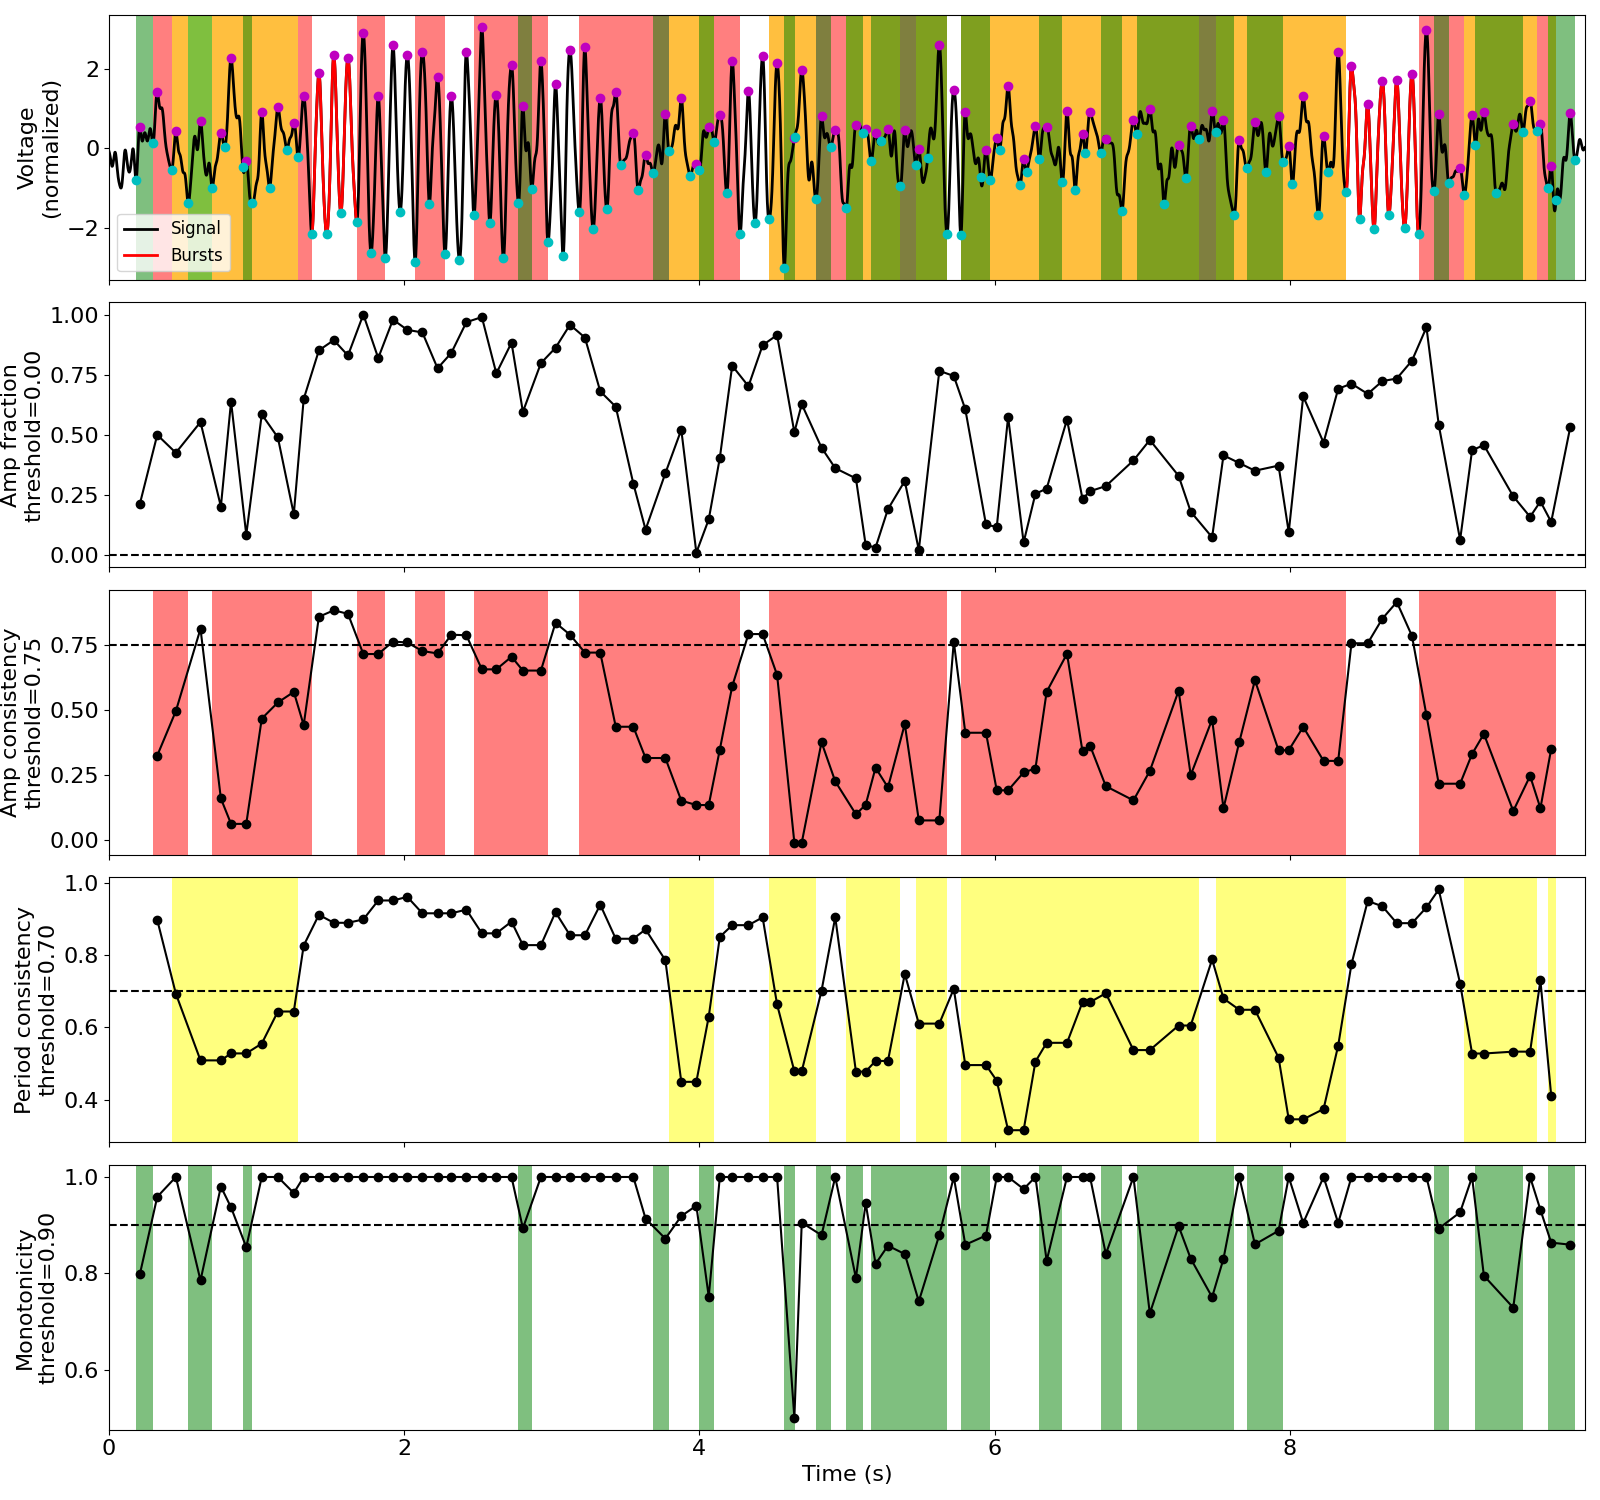 Voltage
(normalized)
2
0
−2
Signal
Bursts
Amp fraction
threshold=0.00
1.00
0.75
0.50
0.25
0.00
Amp consistency
threshold=0.75
0.75
0.50
0.25
0.00
Period consistency
threshold=0.70
1.0
0.8
0.6
0.4
Monotonicity
threshold=0.90
1.0
0.8
0.6
0
2
4
6
8
Time (s)